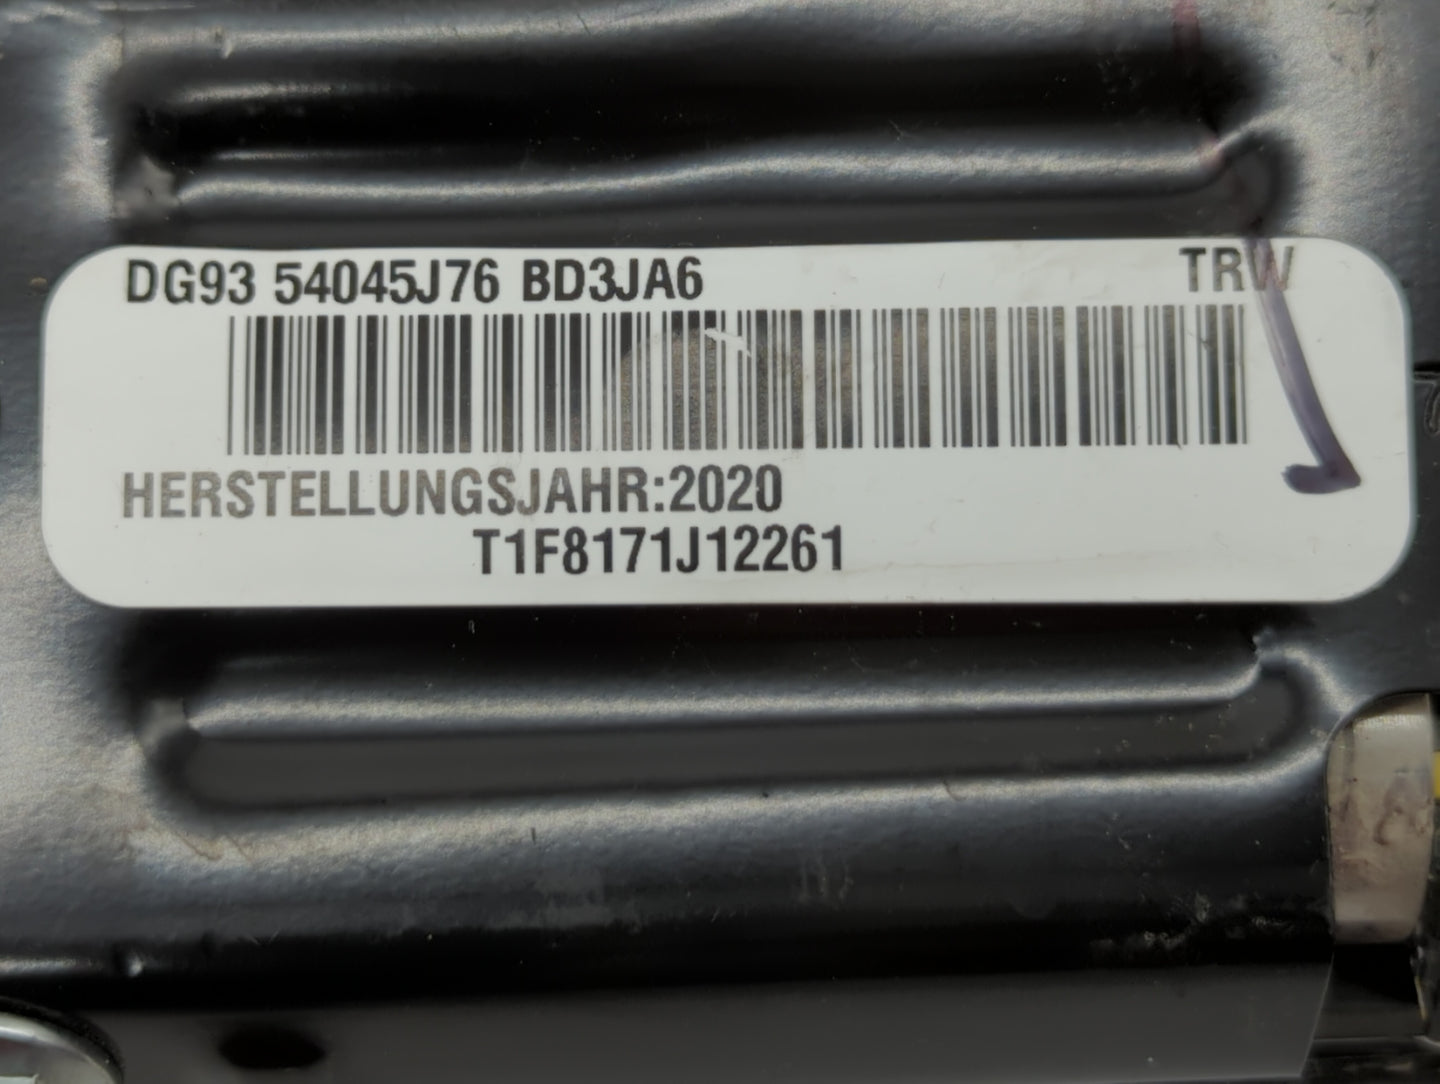 DG93 54045J76 BD3JA6 TRW
HERSTELLUNGSJAHR:2020
T1F8171J12261